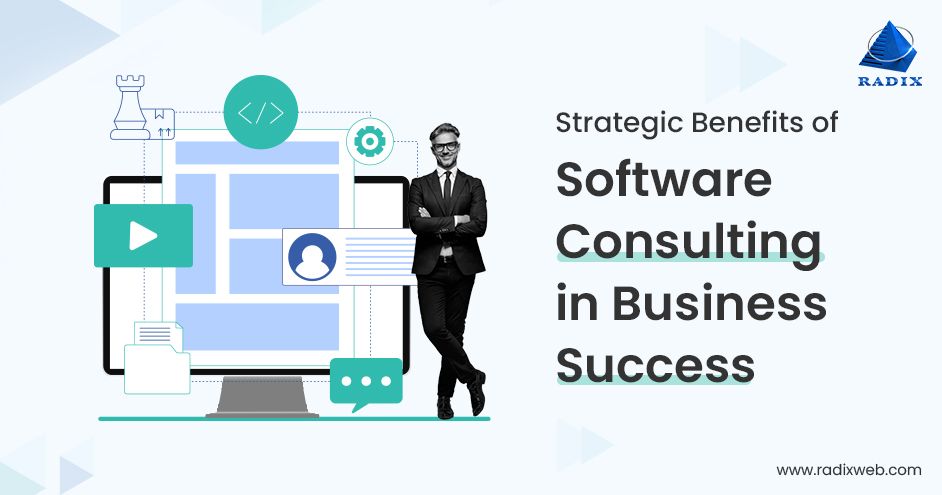 RADIX
Strategic Benefits of
Software
Consulting
in Business
Success
</>
www.radixweb.com